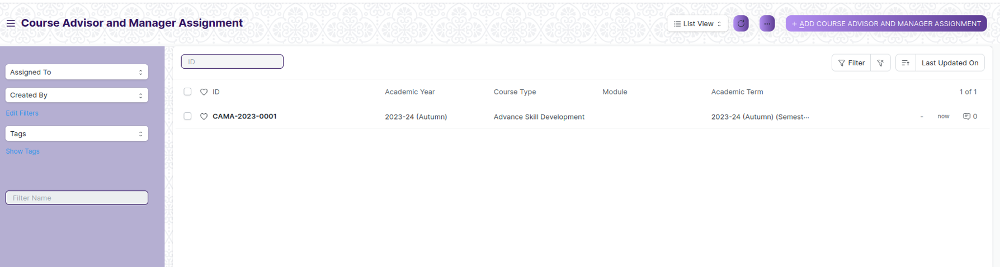 Course Advisor and Manager Assignment
List View
...
+ ADD COURSE ADVISOR AND MANAGER ASSIGNMENT
Assigned To
Created By
Edit Filters
Tags
Show Tags
Filter Name
ID
Filter
Last Updated On
ID Academic Year Course Type Module Academic Term 1 of 1
CAMA-2023-0001 2023-24 (Autumn) Advance Skill Development 2023-24 (Autumn) (Semest... - now 0